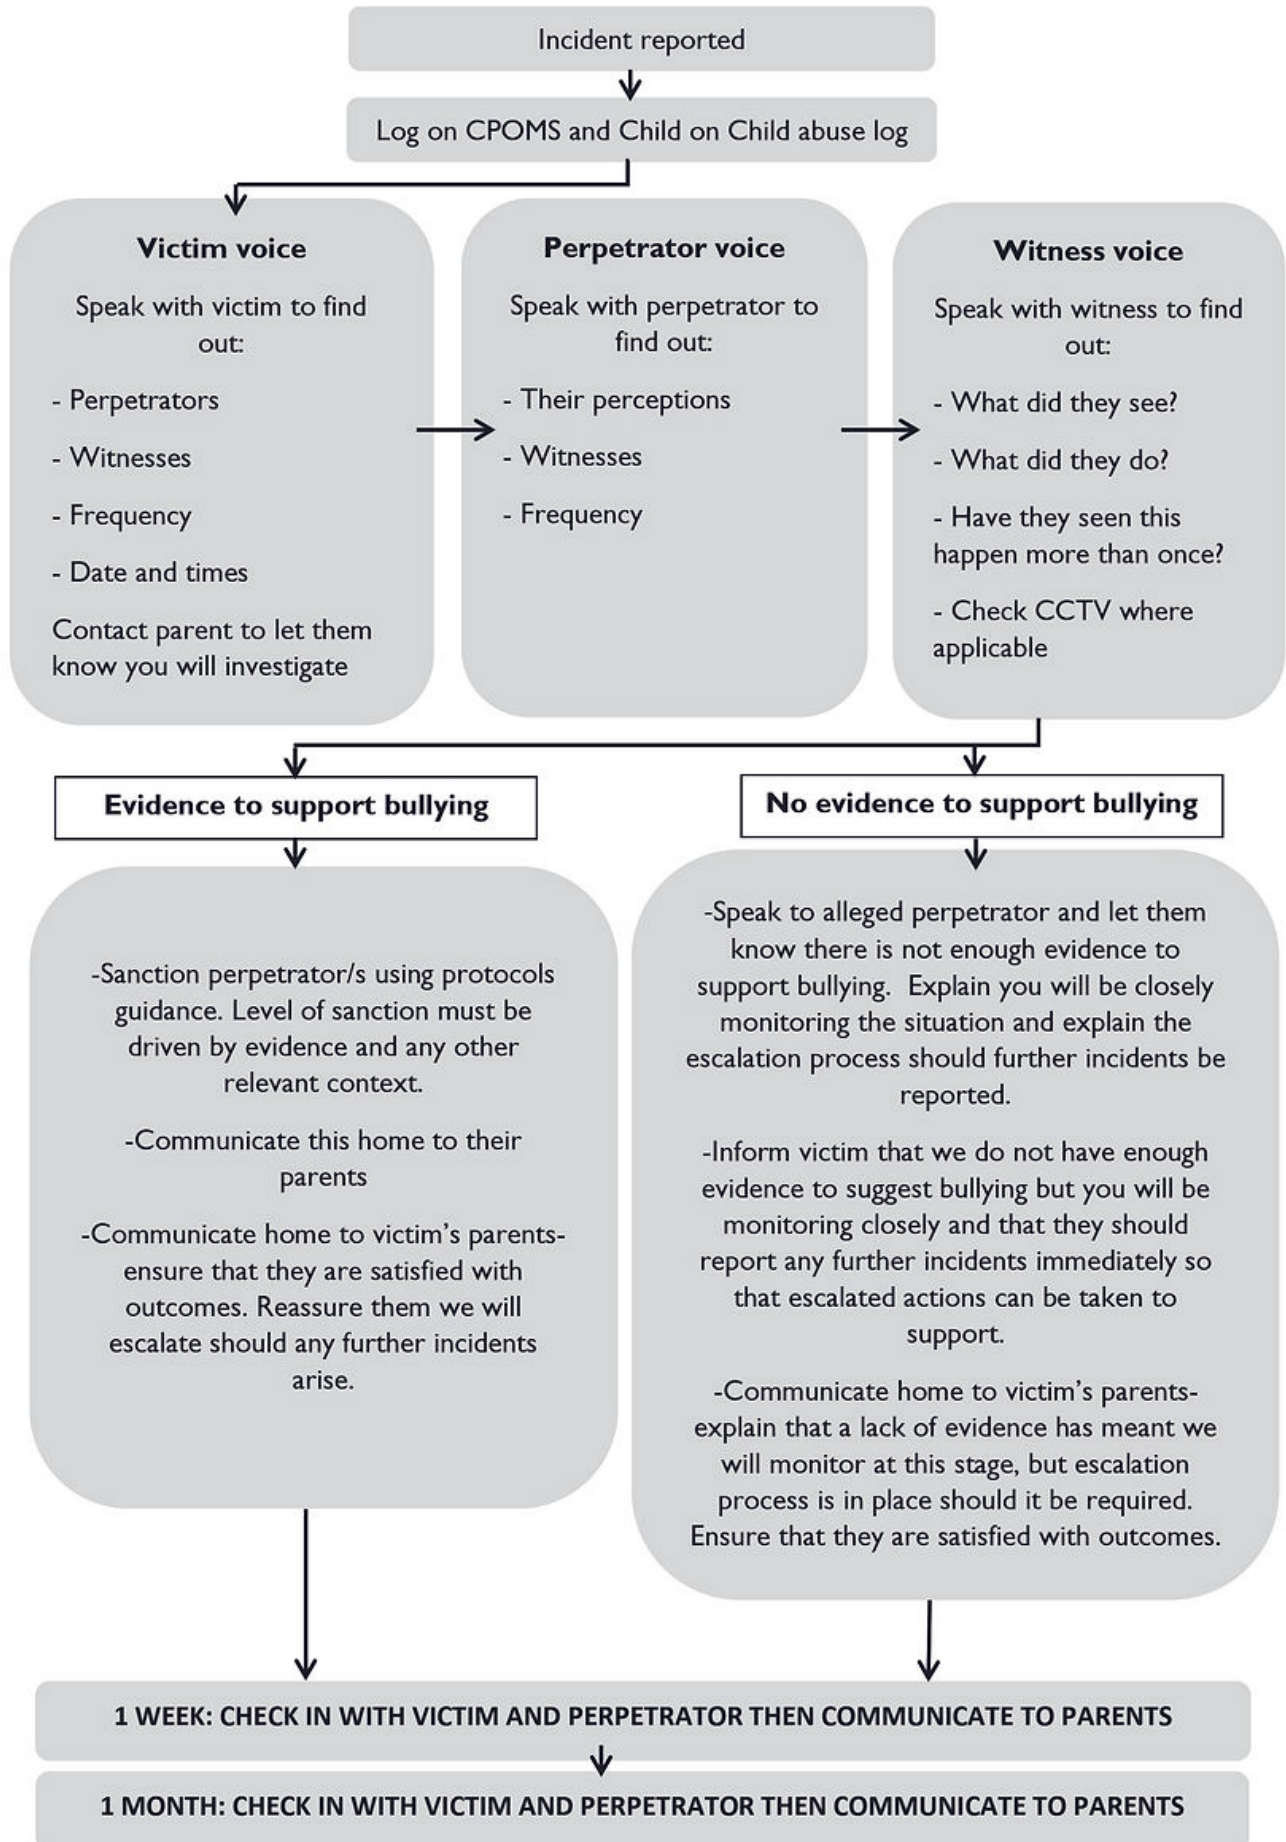 Incident reported
Log on CPOMS and Child on Child abuse log
Victim voice
Speak with victim to find
out:
- Perpetrators
- Witnesses
- Frequency
- Date and times
Contact parent to let them
know you will investigate
Perpetrator voice
Speak with perpetrator to
find out:
- Their perceptions
- Witnesses
- Frequency
Witness voice
Speak with witness to find
out:
- What did they see?
- What did they do?
- Have they seen this
happen more than once?
- Check CCTV where
applicable
Evidence to support bullying
-Sanction perpetrator/s using protocols
guidance. Level of sanction must be
driven by evidence and any other
relevant context.
-Communicate this home to their
parents
-Communicate home to victim’s parents-
ensure that they are satisfied with
outcomes. Reassure them we will
escalate should any further incidents
arise.
No evidence to support bullying
-Speak to alleged perpetrator and let them
know there is not enough evidence to
support bullying.  Explain you will be closely
monitoring the situation and explain the
escalation process should further incidents be
reported.
-Inform victim that we do not have enough
evidence to suggest bullying but you will be
monitoring closely and that they should
report any further incidents immediately so
that escalated actions can be taken to
support.
-Communicate home to victim’s parents-
explain that a lack of evidence has meant we
will monitor at this stage, but escalation
process is in place should it be required.
Ensure that they are satisfied with outcomes.
1 WEEK: CHECK IN WITH VICTIM AND PERPETRATOR THEN COMMUNICATE TO PARENTS
1 MONTH: CHECK IN WITH VICTIM AND PERPETRATOR THEN COMMUNICATE TO PARENTS